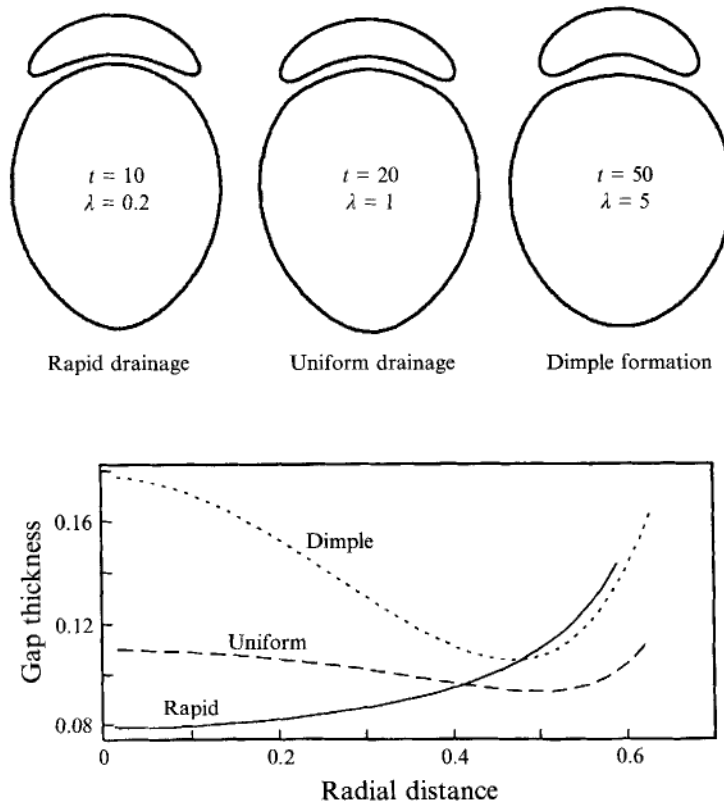 t = 10
λ = 0.2
t = 20
λ = 1
t = 50
λ = 5
Rapid drainage
Uniform drainage
Dimple formation
Gap thickness
0.16
0.12
0.08
Dimple
Uniform
Rapid
0
0.2
0.4
0.6
Radial distance